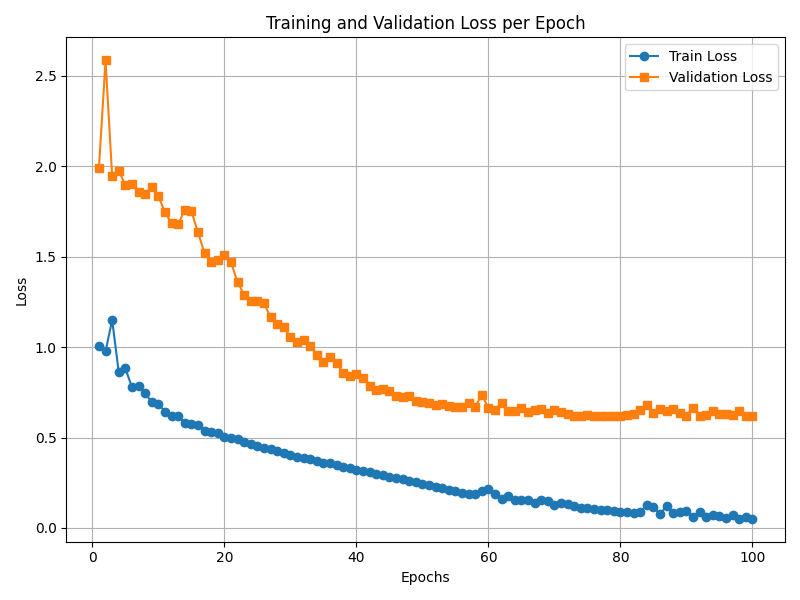 Training and Validation Loss per Epoch
Train Loss
Validation Loss
2.5
2.0
1.5
1.0
0.5
0.0
Loss
0 20 40 60 80 100
Epochs